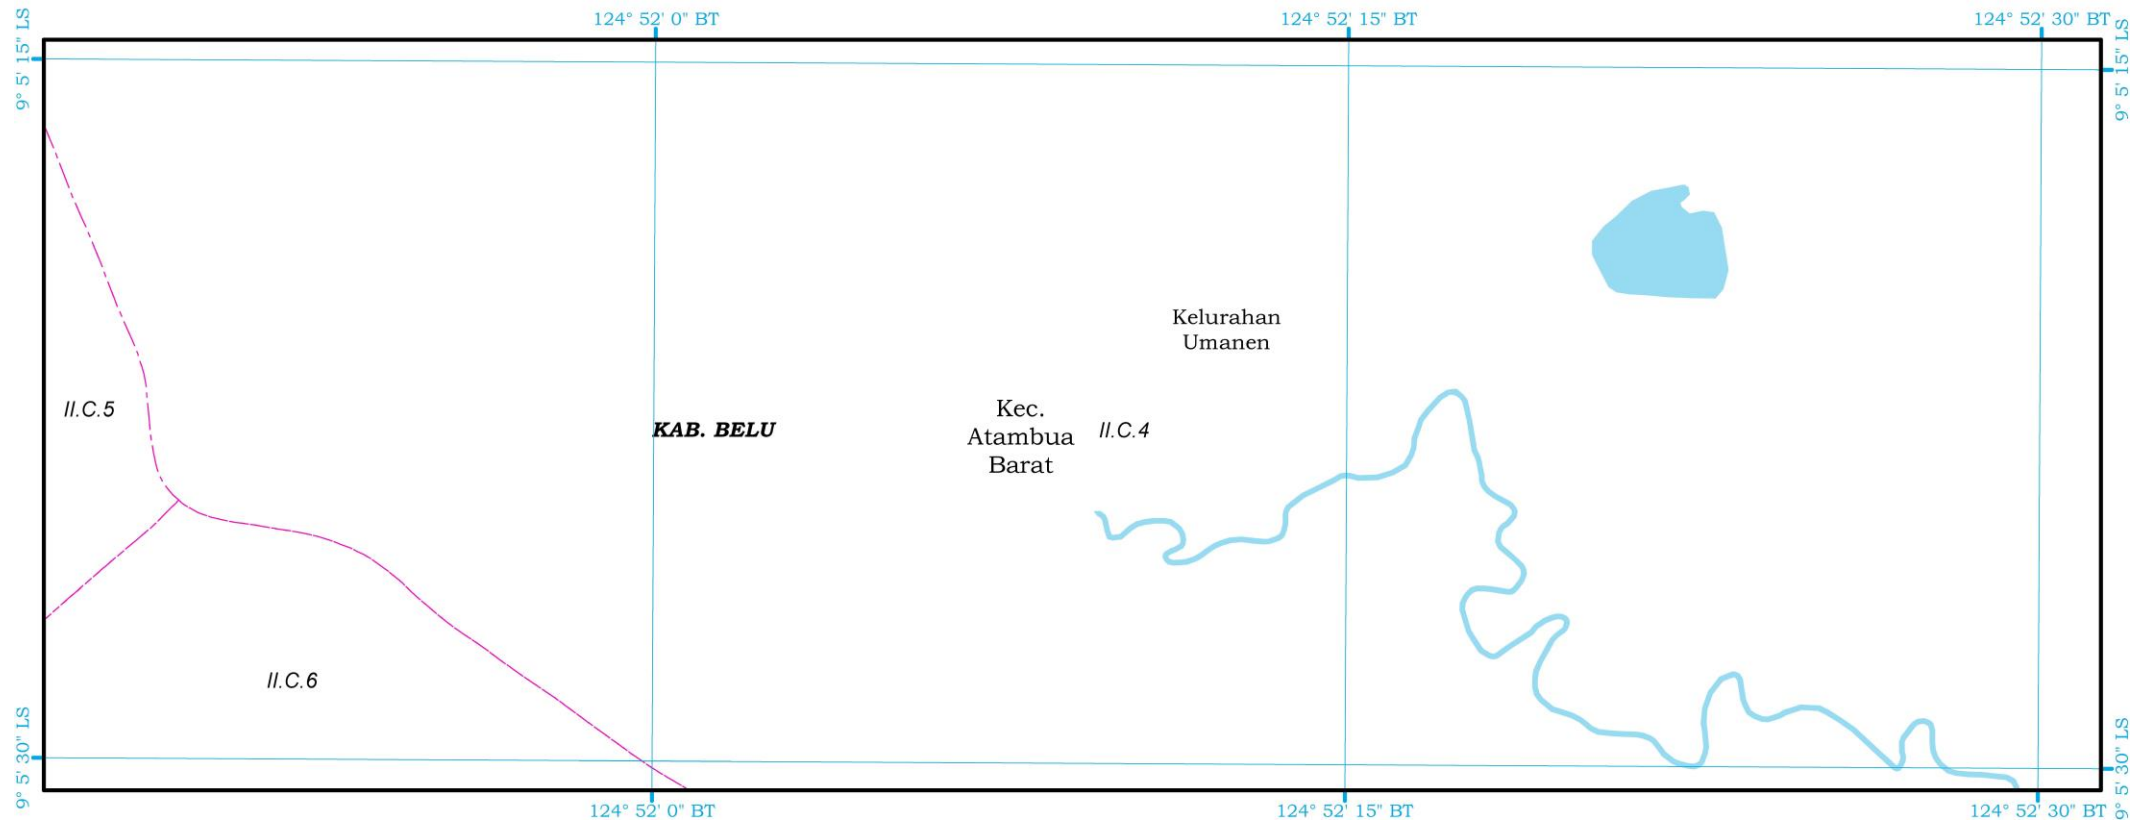 124° 52' 0" BT
124° 52' 15" BT
124° 52' 30" BT
9° 5' 15" LS
9° 5' 15" LS
Kelurahan
Umanen
II.C.5
KAB. BELU
Kec.
Atambua
Barat
II.C.4
II.C.6
9° 5' 30" LS
9° 5' 30" LS
124° 52' 0" BT
124° 52' 15" BT
124° 52' 30" BT